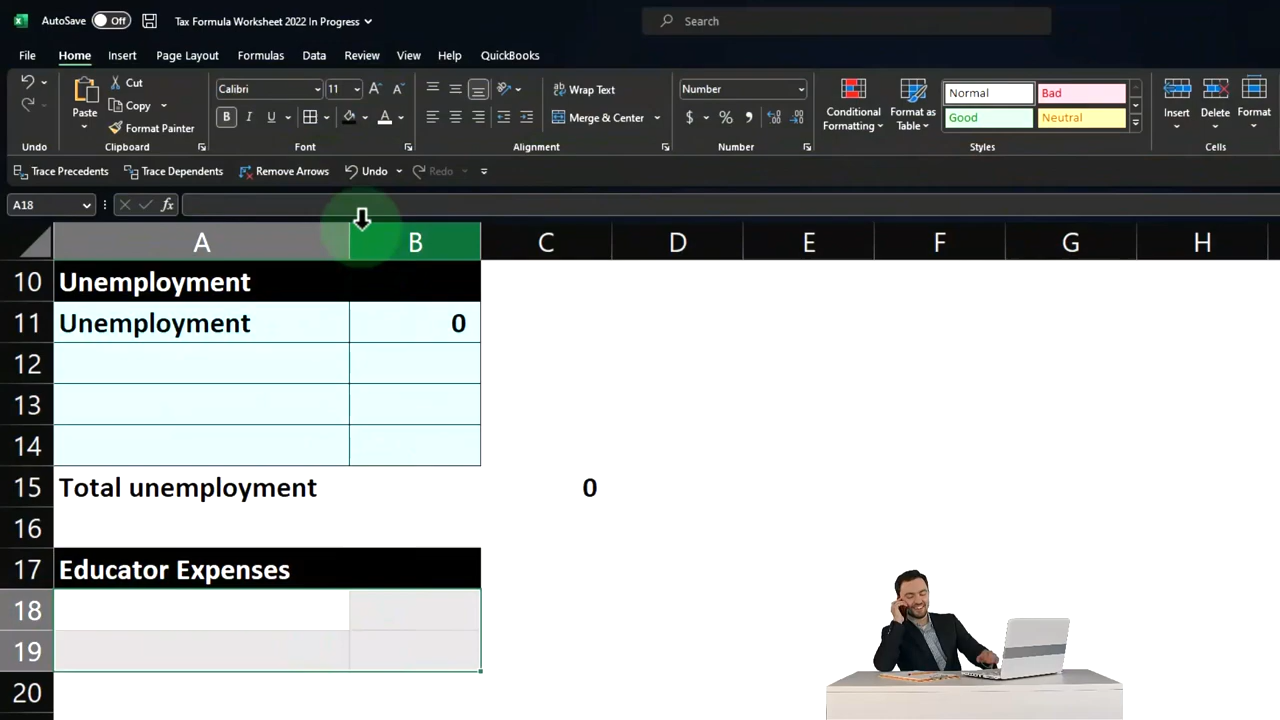 AutoSave Off Tax Formula Worksheet 2022 In Progress Search
File Home Insert Page Layout Formulas Data Review View Help QuickBooks
Undo
Paste
Cut
Copy
Format Painter
Clipboard
Calibri 11 A A
B I U A
Font
Wrap Text
Merge & Center
Alignment
Number
$ % 9
Number
Conditional Formatting
Format as Table
Normal Bad
Good Neutral
Styles
Insert Delete Format
Cells
Trace Precedents Trace Dependents Remove Arrows Undo Redo
A18 fx
A B C D E F G H
10 Unemployment
11 Unemployment 0
12
13
14
15 Total unemployment 0
16
17 Educator Expenses
18
19
20